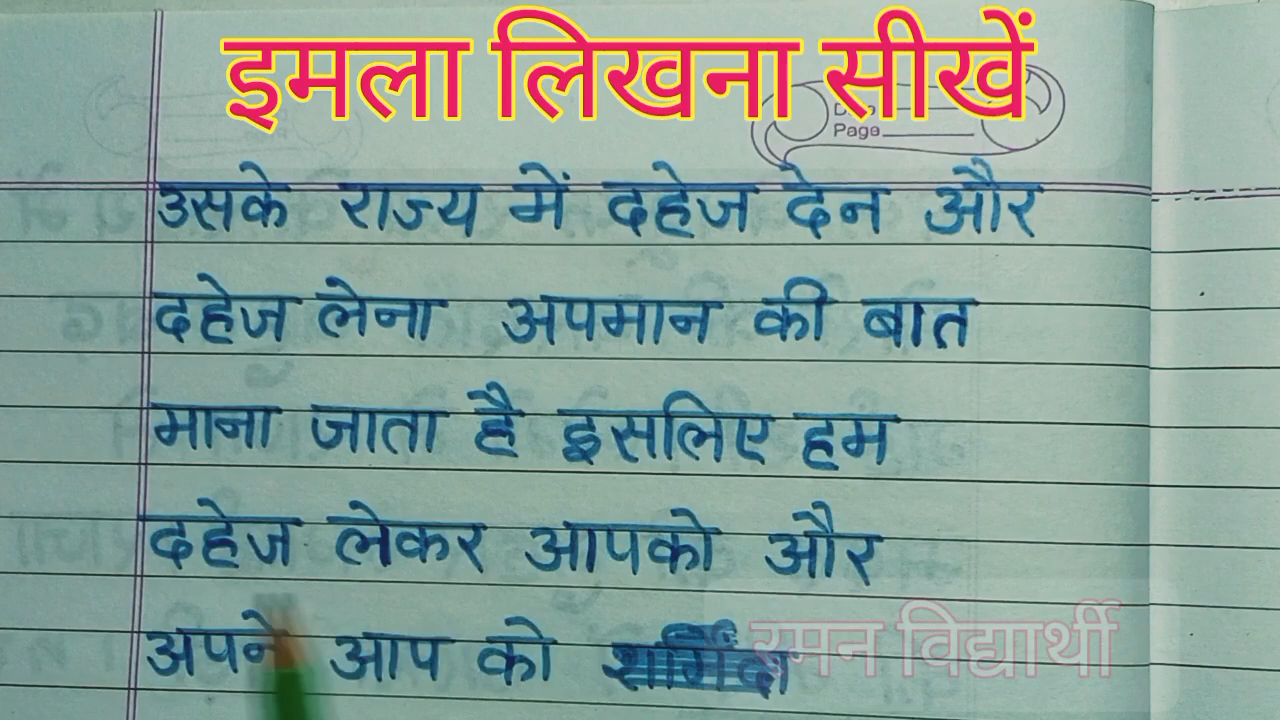 इमला लिखना सीखें
Page
उसके राज्य में दहेज देन और
दहेज लेना अपमान की बात
माना जाता है इसलिए हम
दहेज लेकर आपको और
अपने आप को
रमन विद्यार्थी